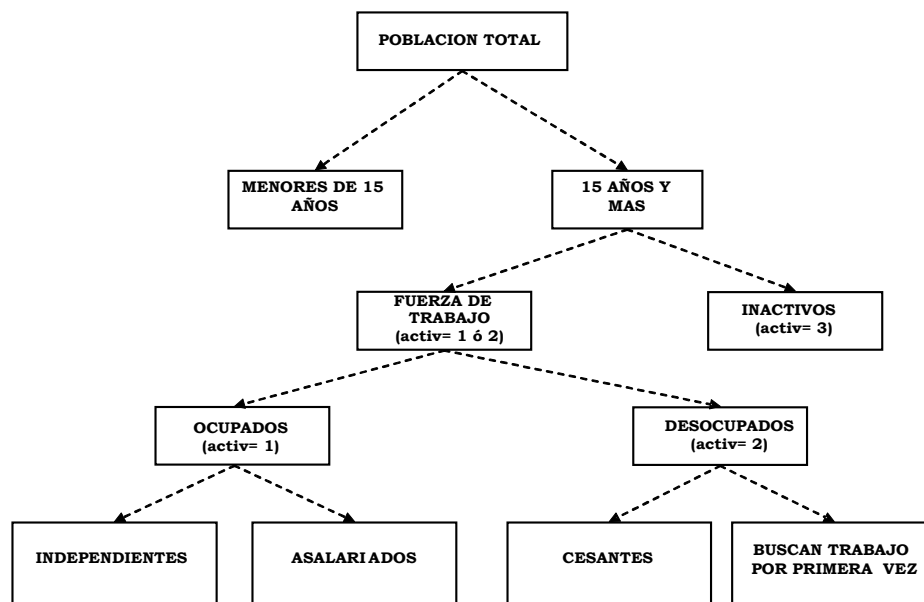 POBLACION TOTAL
MENORES DE 15
AÑOS
15 AÑOS Y
MAS
FUERZA DE
TRABAJO
(activ= 1 ó 2)
INACTIVOS
(activ= 3)
OCUPADOS
(activ= 1)
DESOCUPADOS
(activ= 2)
INDEPENDIENTES
ASALARIADOS
CESANTES
BUSCAN TRABAJO
POR PRIMERA VEZ